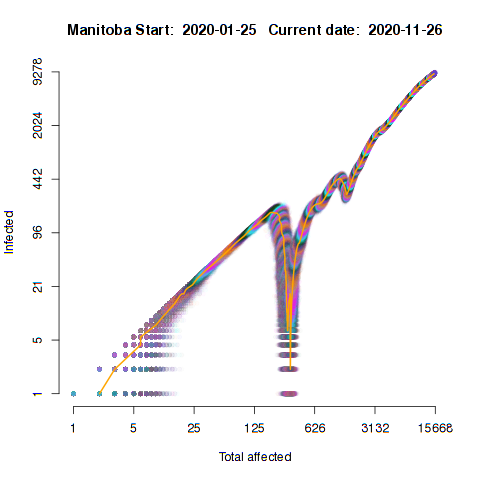 Manitoba Start:  2020-01-25   Current date:  2020-11-26
9278
2024
442
96
21
5
1
Infected
1 5 25 125 626 3132 15668
Total affected